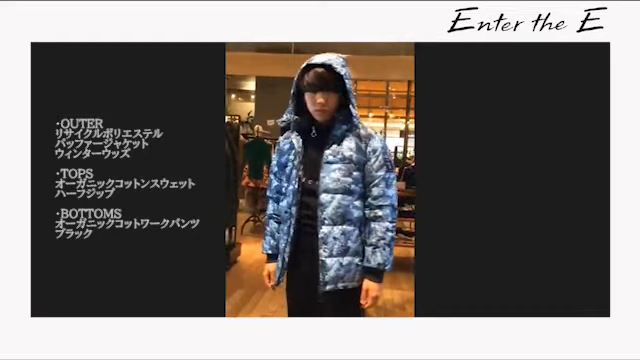 Enter the E
・OUTER
リサイクルポリエステル
パッファージャケット
ウィンターウッズ
・TOPS
オーガニックコットンスウェット
ハーフジップ
・BOTTOMS
オーガニックコットワークパンツ
ブラック